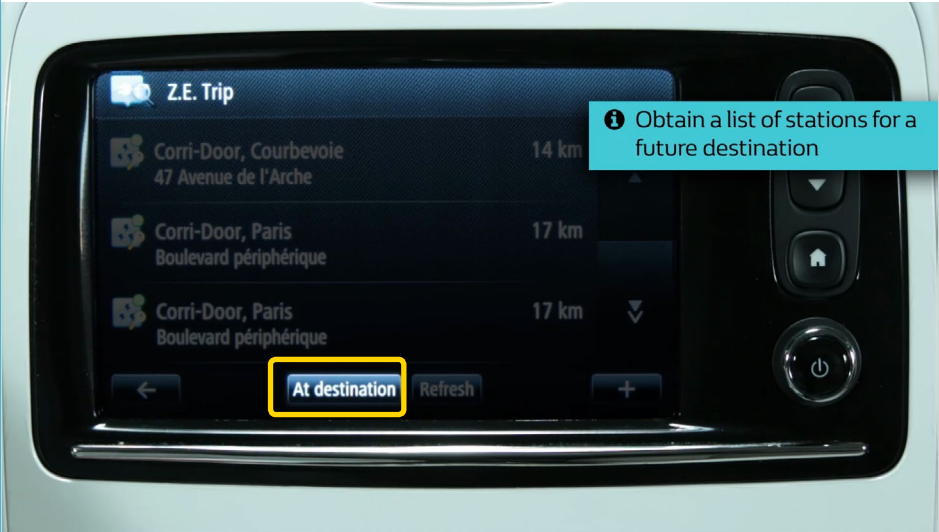 Z.E. Trip
Obtain a list of stations for a
future destination
Corri-Door, Courbevoie 14 km
47 Avenue de l'Arche
Corri-Door, Paris 17 km
Boulevard périphérique
Corri-Door, Paris 17 km
Boulevard périphérique
At destination Refresh